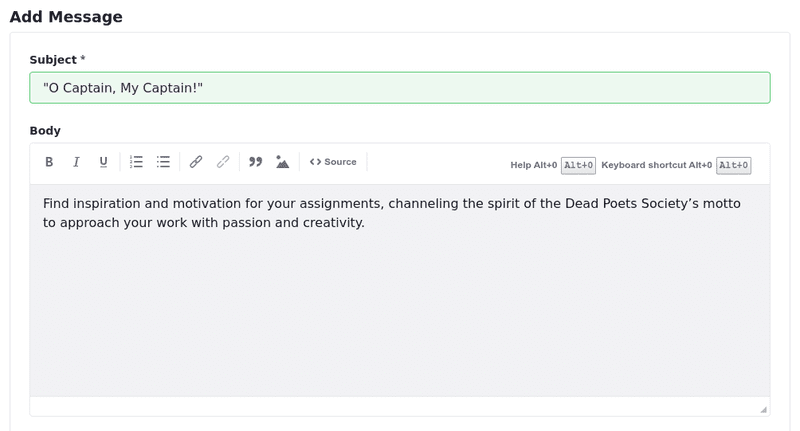 Add Message
Subject *
"O Captain, My Captain!"
Body
B I U Source Help Alt+0 Alt+0 Keyboard shortcut Alt+0 Alt+0
Find inspiration and motivation for your assignments, channeling the spirit of the Dead Poets Society’s motto
to approach your work with passion and creativity.